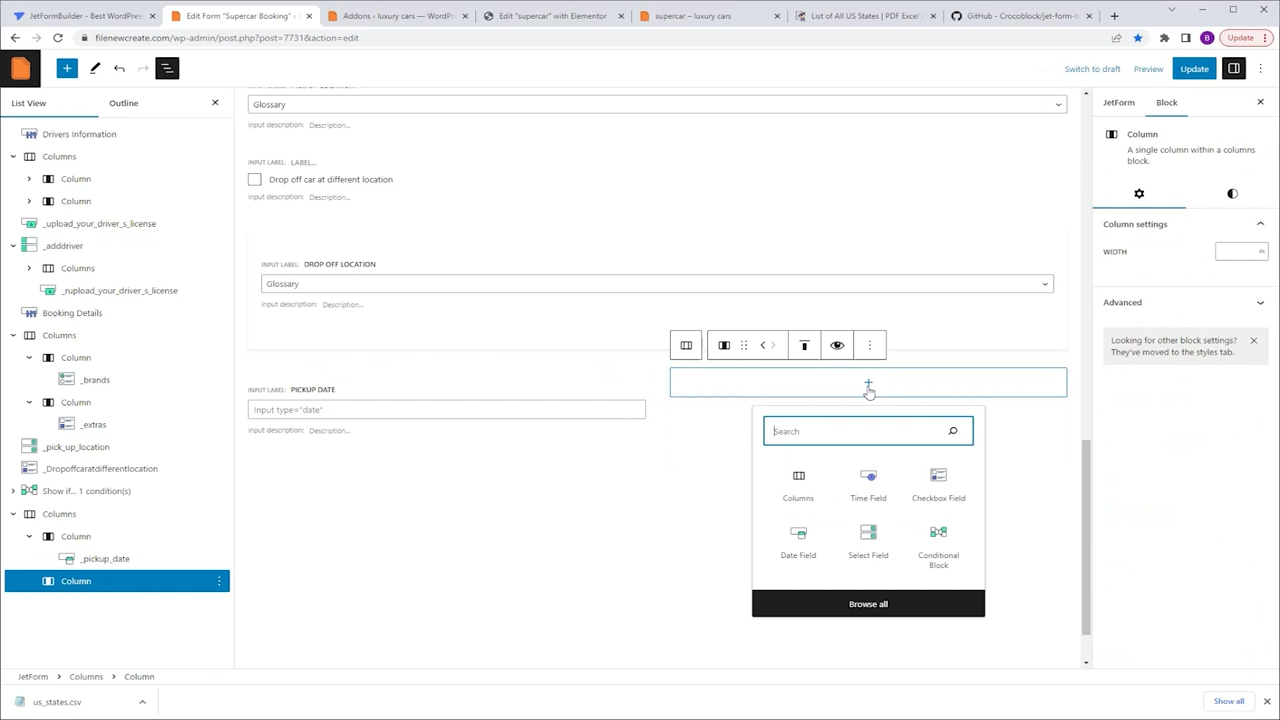 JetFormBuilder - Best WordPress
Edit Form "Supercar Booking" ‹
Addons ‹ luxury cars — WordPr
Edit "supercar" with Elementor
supercar – luxury cars
List of All US States | PDF Excel
GitHub - Crocoblock/jet-form-b
filenewcreate.com/wp-admin/post.php?post=7731&action=edit
B
Update
Switch to draft
Preview
Update
List View
Outline
Drivers Information
Columns
Column
Column
_upload_your_driver_s_license
_adddriver
Columns
_rupload_your_driver_s_license
Booking Details
Columns
Column
_brands
Column
_extras
_pick_up_location
_Dropoffcaratdifferentlocation
Show if... 1 condition(s)
Columns
Column
_pickup_date
Column
Glossary
Input description: Description...
INPUT LABEL: LABEL...
Drop off car at different location
Input description: Description...
INPUT LABEL: DROP OFF LOCATION
Glossary
Input description: Description...
INPUT LABEL: PICKUP DATE
Input type="date"
Input description: Description...
Search
Columns
Time Field
Checkbox Field
Date Field
Select Field
Conditional
Block
Browse all
JetForm
Block
Column
A single column within a columns
block.
Column settings
WIDTH
PX
Advanced
Looking for other block settings?
They've moved to the styles tab.
JetForm › Columns › Column
us_states.csv
Show all